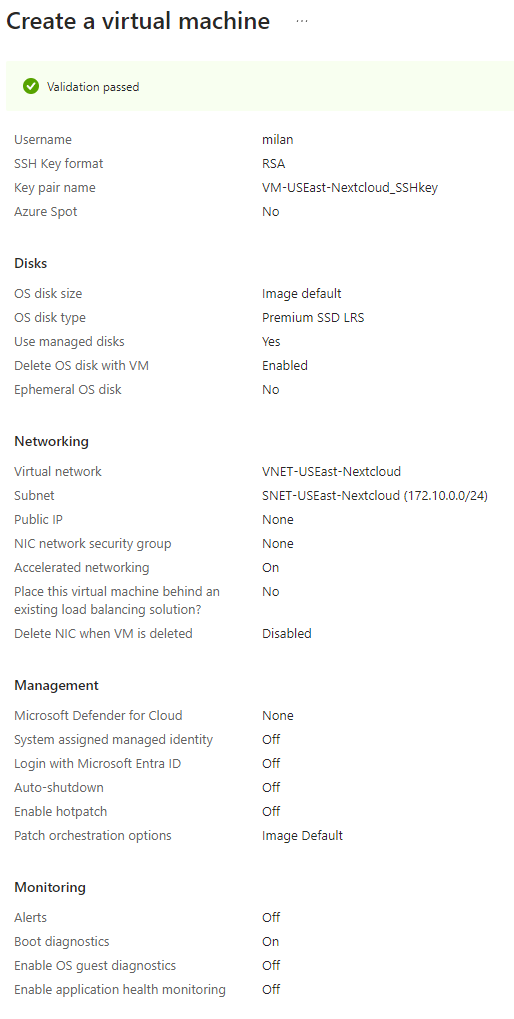 Create a virtual machine ...
Validation passed
Username milan
SSH Key format RSA
Key pair name VM-USEast-Nextcloud_SSHkey
Azure Spot No
Disks
OS disk size Image default
OS disk type Premium SSD LRS
Use managed disks Yes
Delete OS disk with VM Enabled
Ephemeral OS disk No
Networking
Virtual network VNET-USEast-Nextcloud
Subnet SNET-USEast-Nextcloud (172.10.0.0/24)
Public IP None
NIC network security group None
Accelerated networking On
Place this virtual machine behind an No
existing load balancing solution?
Delete NIC when VM is deleted Disabled
Management
Microsoft Defender for Cloud None
System assigned managed identity Off
Login with Microsoft Entra ID Off
Auto-shutdown Off
Enable hotpatch Off
Patch orchestration options Image Default
Monitoring
Alerts Off
Boot diagnostics On
Enable OS guest diagnostics Off
Enable application health monitoring Off